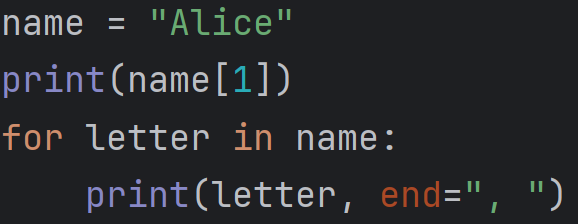 name = "Alice"
print(name[1])
for letter in name:
    print(letter, end=", ")